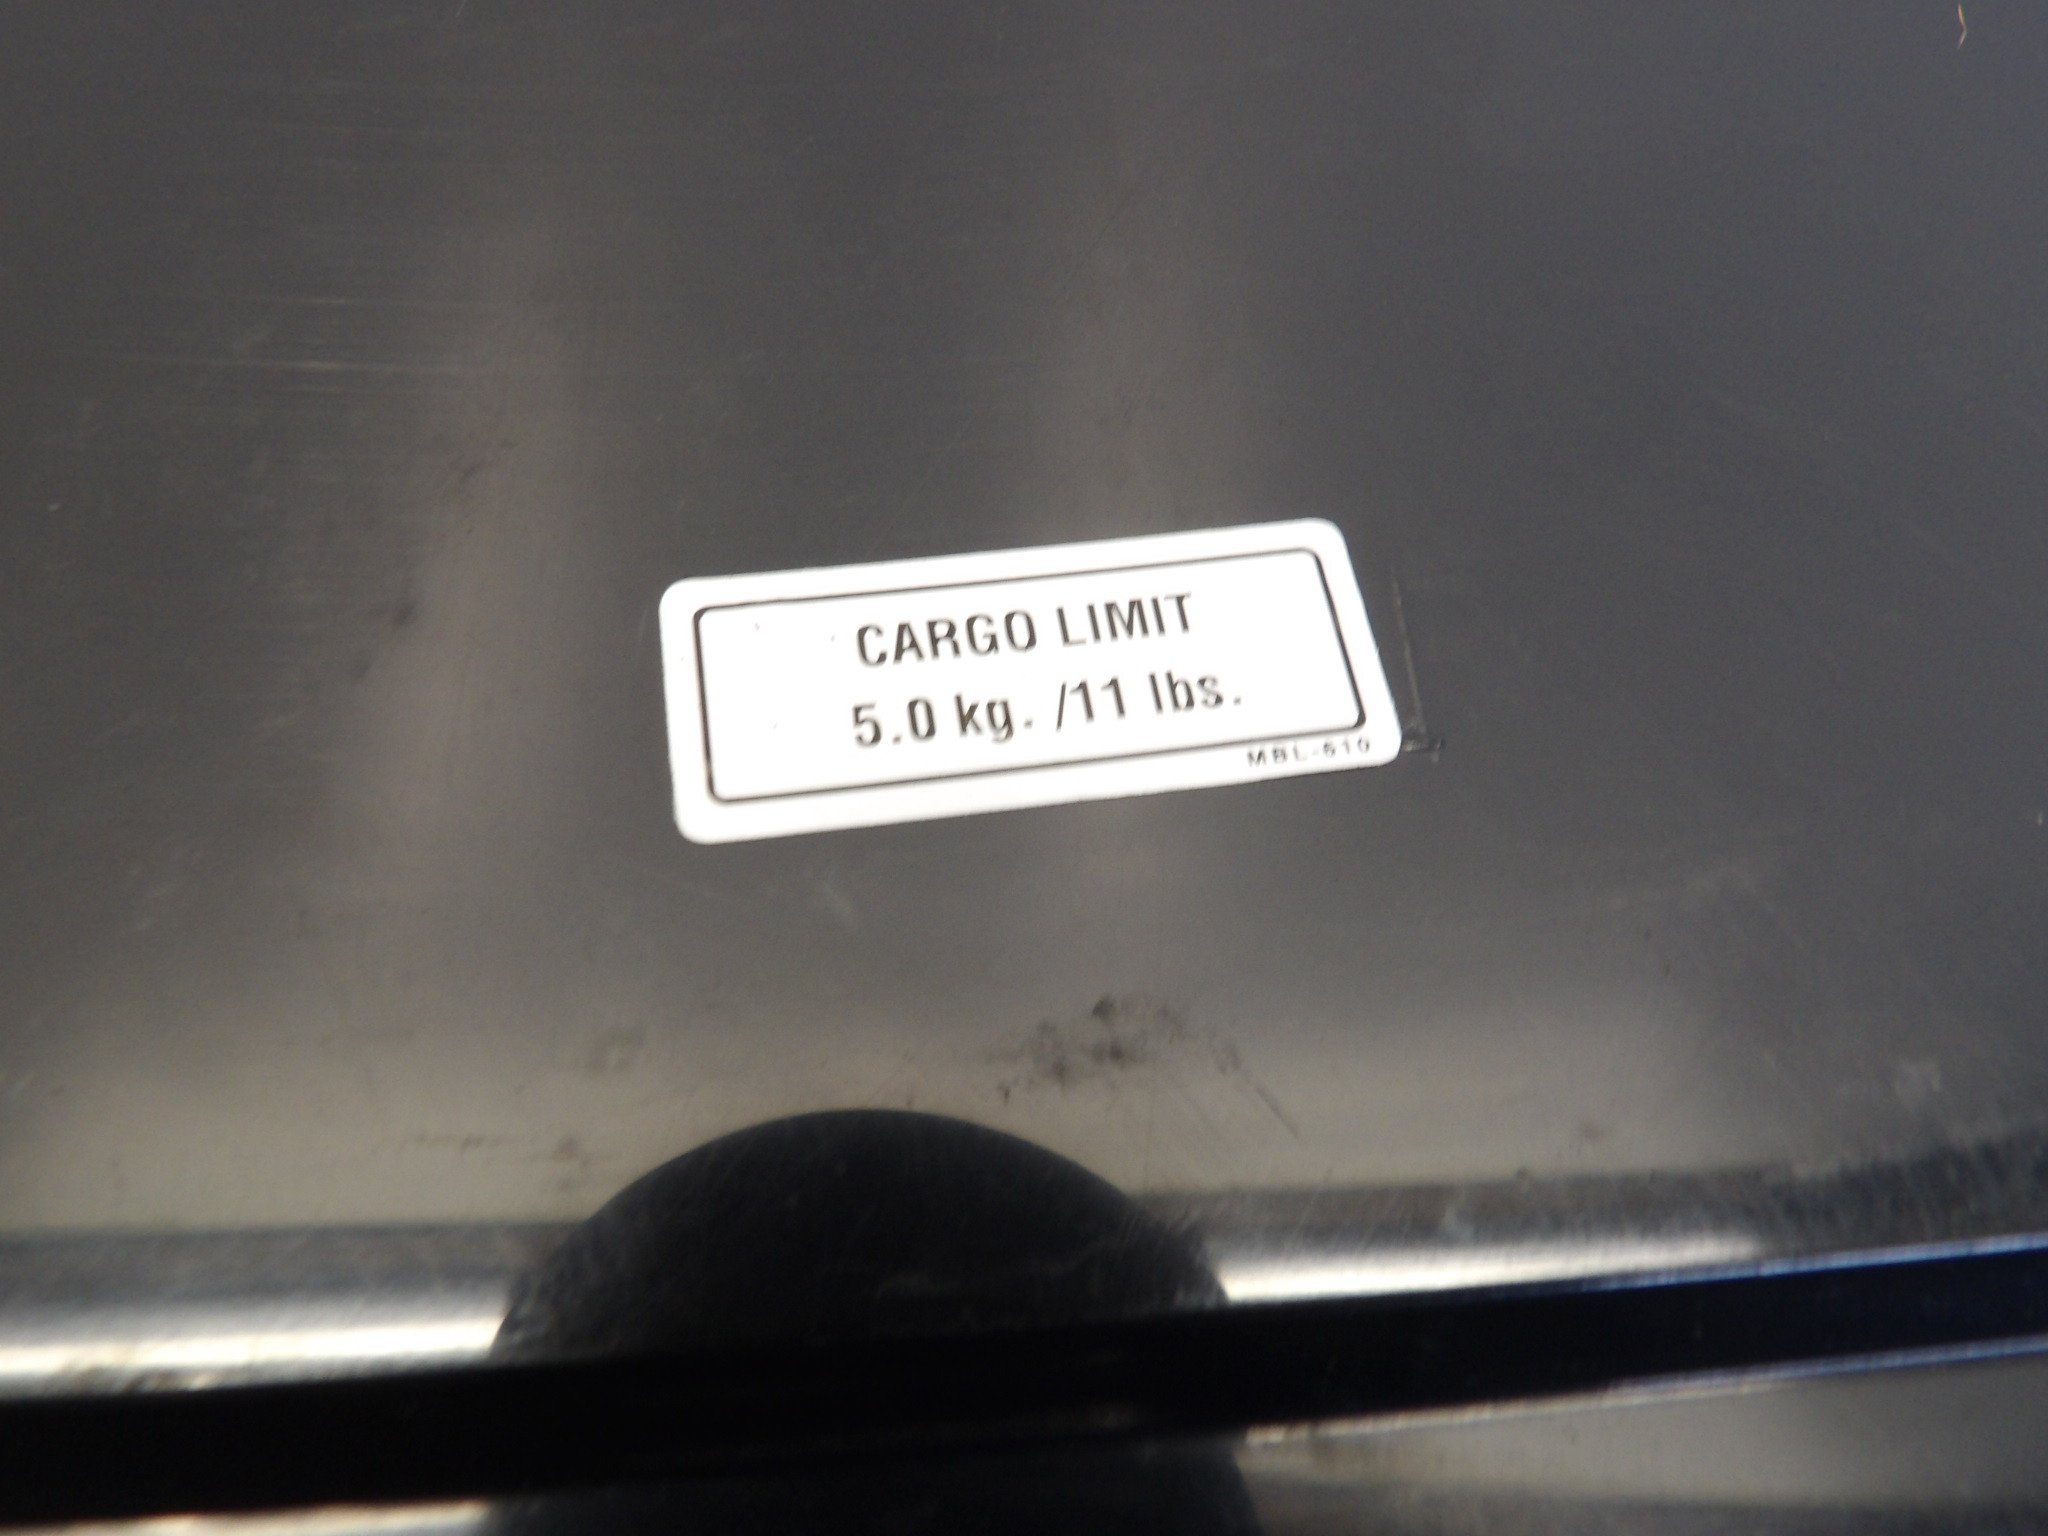 CARGO LIMIT
5.0 kg. /11 lbs.
MBL-610